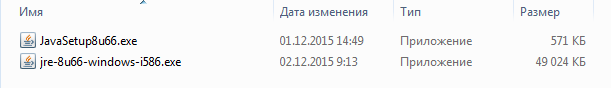 Имя Дата изменения Тип Размер
JavaSetup8u66.exe 01.12.2015 14:49 Приложение 571 КБ
jre-8u66-windows-i586.exe 02.12.2015 9:13 Приложение 49 024 КБ